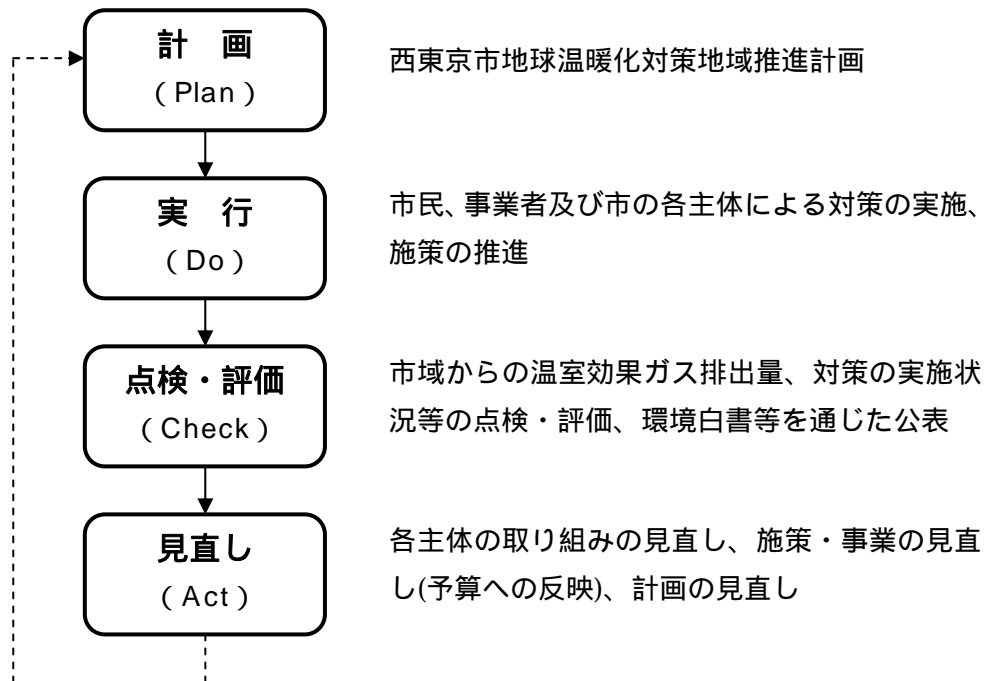 計　画
（Plan）
西東京市地球温暖化対策地域推進計画
実　行
（Do）
市民、事業者及び市の各主体による対策の実施、
施策の推進
点検・評価
（Check）
市域からの温室効果ガス排出量、対策の実施状
況等の点検・評価、環境白書等を通じた公表
見直し
（Act）
各主体の取り組みの見直し、施策・事業の見直
し(予算への反映)、計画の見直し